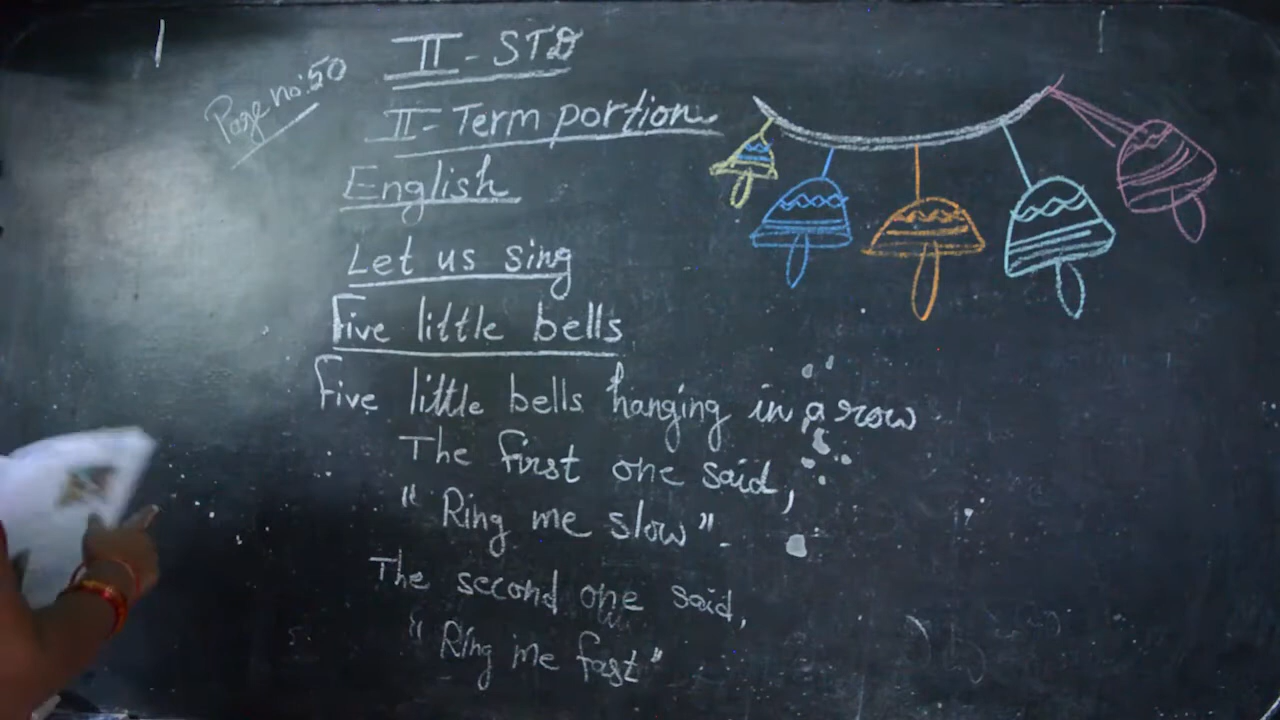 Page no:50
II - STD
II - Term portion
English
Let us sing
Five little bells
Five little bells hanging in a row
The first one said,
" Ring me slow".
The second one said,
" Ring me fast"